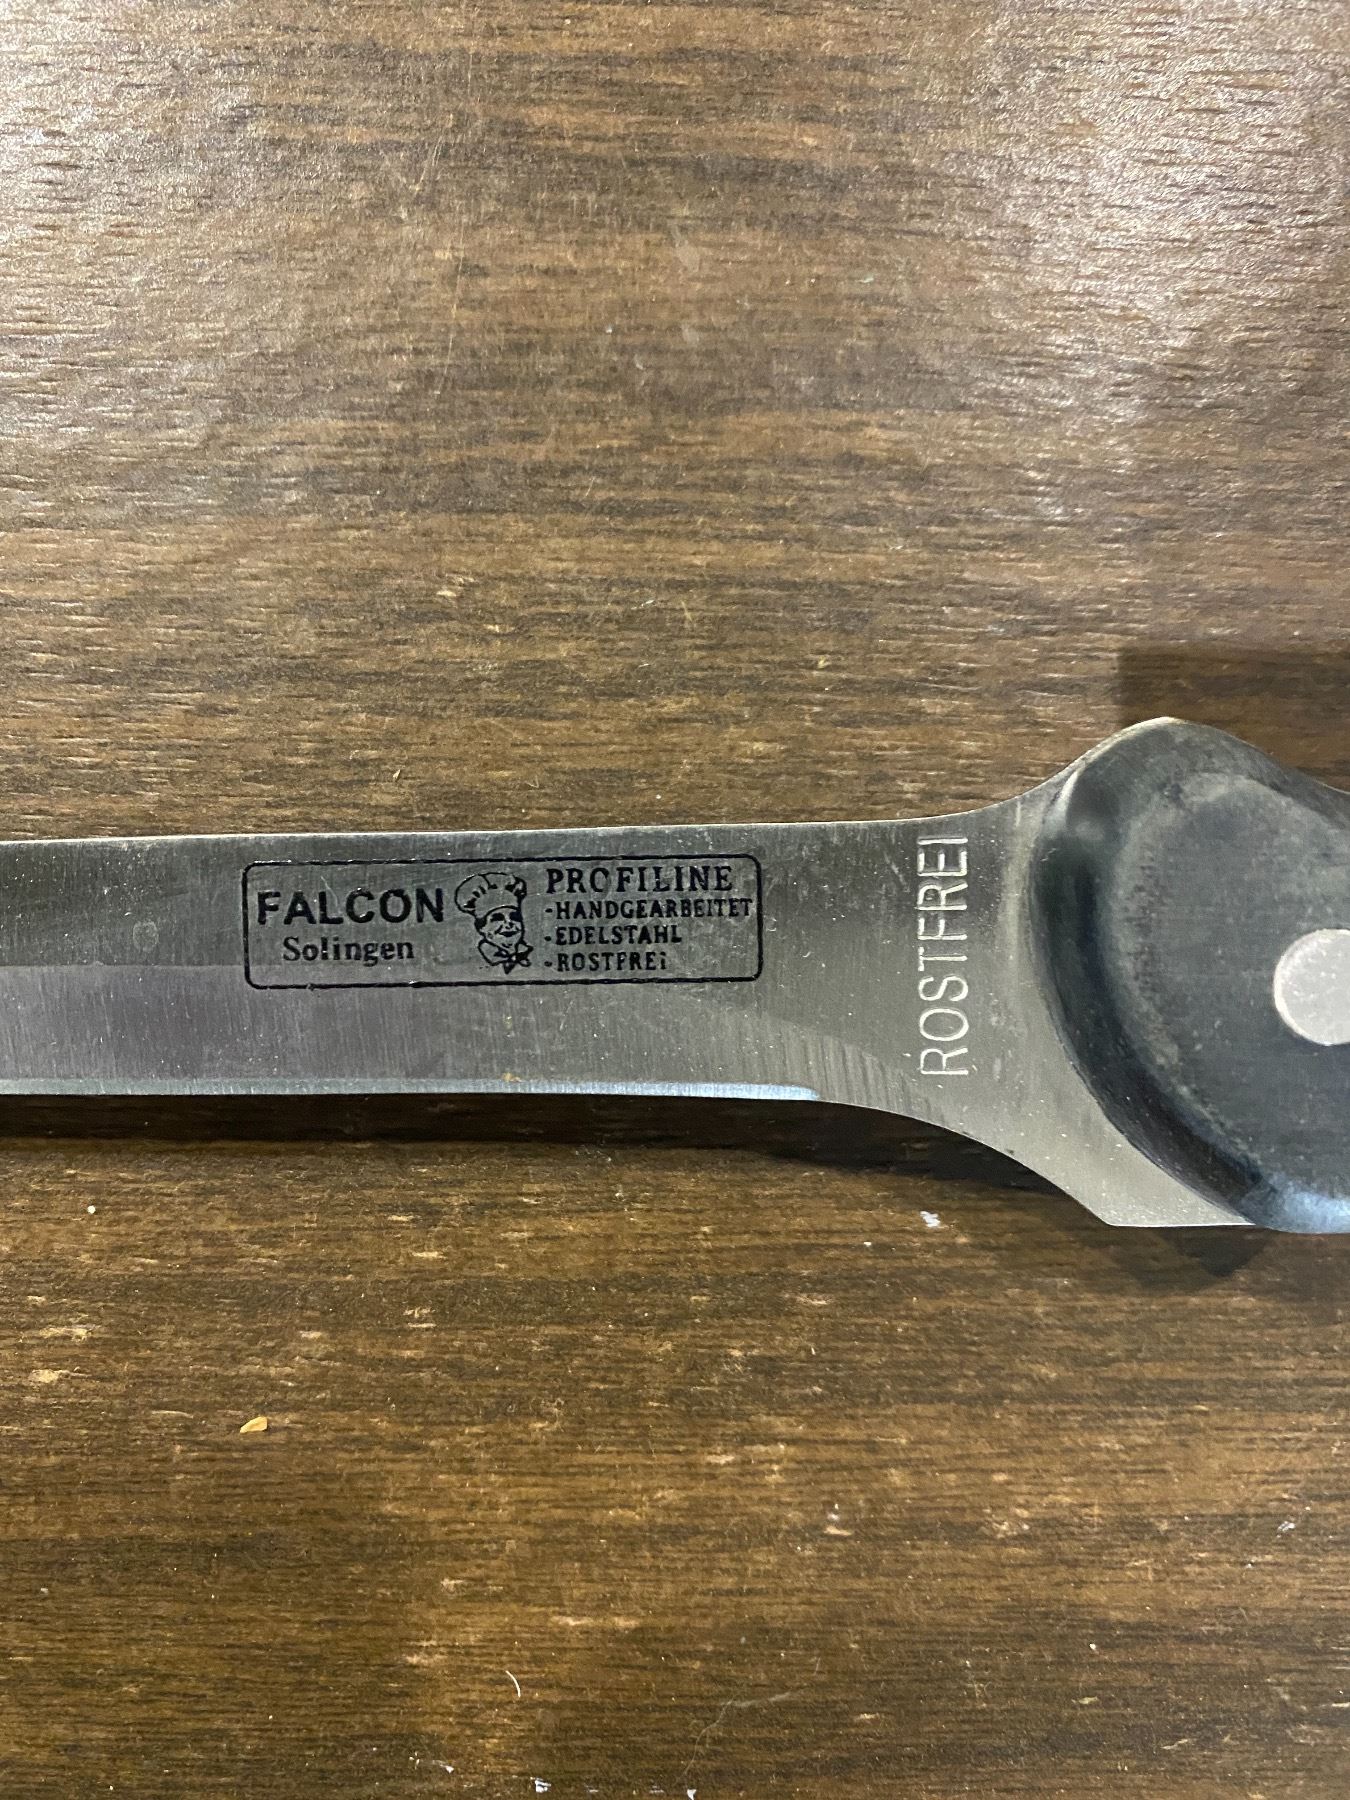 FALCON
Solingen
PROFILINE
-HANDGEARBEITET
-EDELSTAHL
-ROSTFREi
ROSTFREI